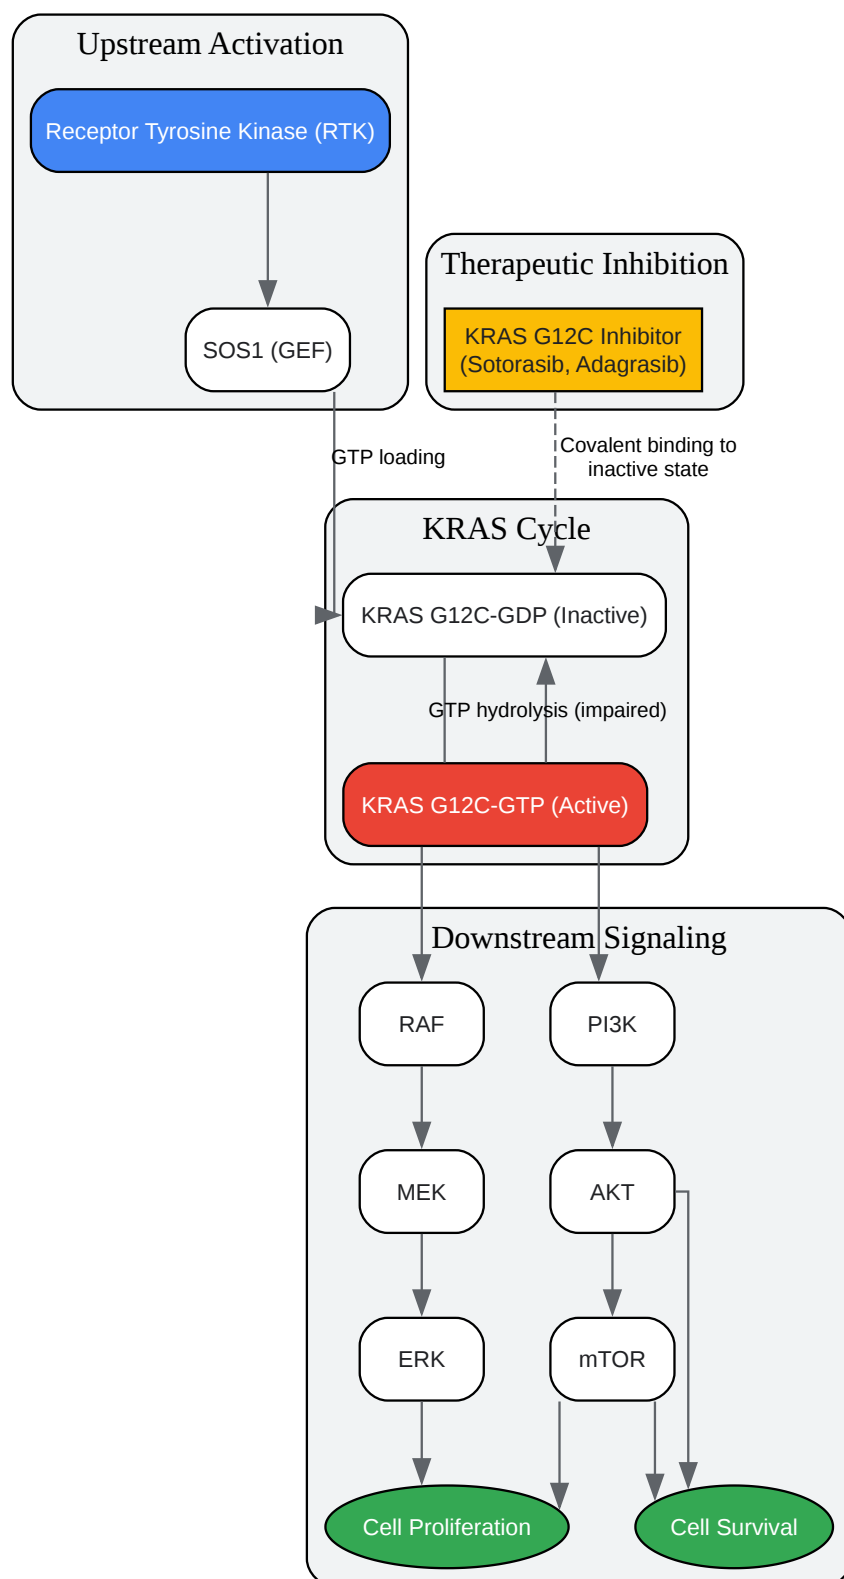 Upstream Activation
Receptor Tyrosine Kinase (RTK)
SOS1 (GEF)
Therapeutic Inhibition
KRAS G12C Inhibitor
(Sotorasib, Adagrasib)
GTP loading
Covalent binding to
inactive state
KRAS Cycle
KRAS G12C-GDP (Inactive)
GTP hydrolysis (impaired)
KRAS G12C-GTP (Active)
Downstream Signaling
RAF
PI3K
MEK
AKT
ERK
mTOR
Cell Proliferation
Cell Survival